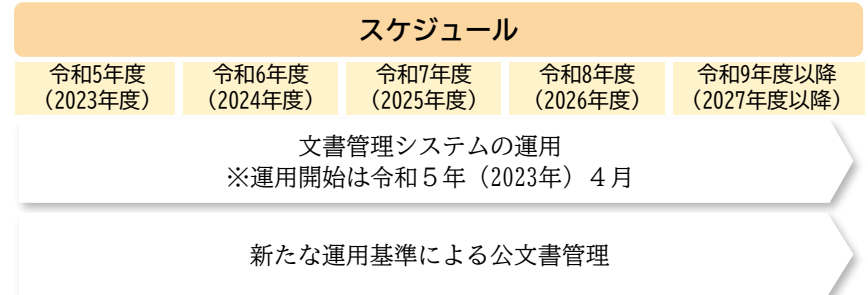 スケジュール
令和5年度
（2023年度）
令和6年度
（2024年度）
令和7年度
（2025年度）
令和8年度
（2026年度）
令和9年度以降
（2027年度以降）
文書管理システムの運用
※運用開始は令和５年（2023年）４月
新たな運用基準による公文書管理